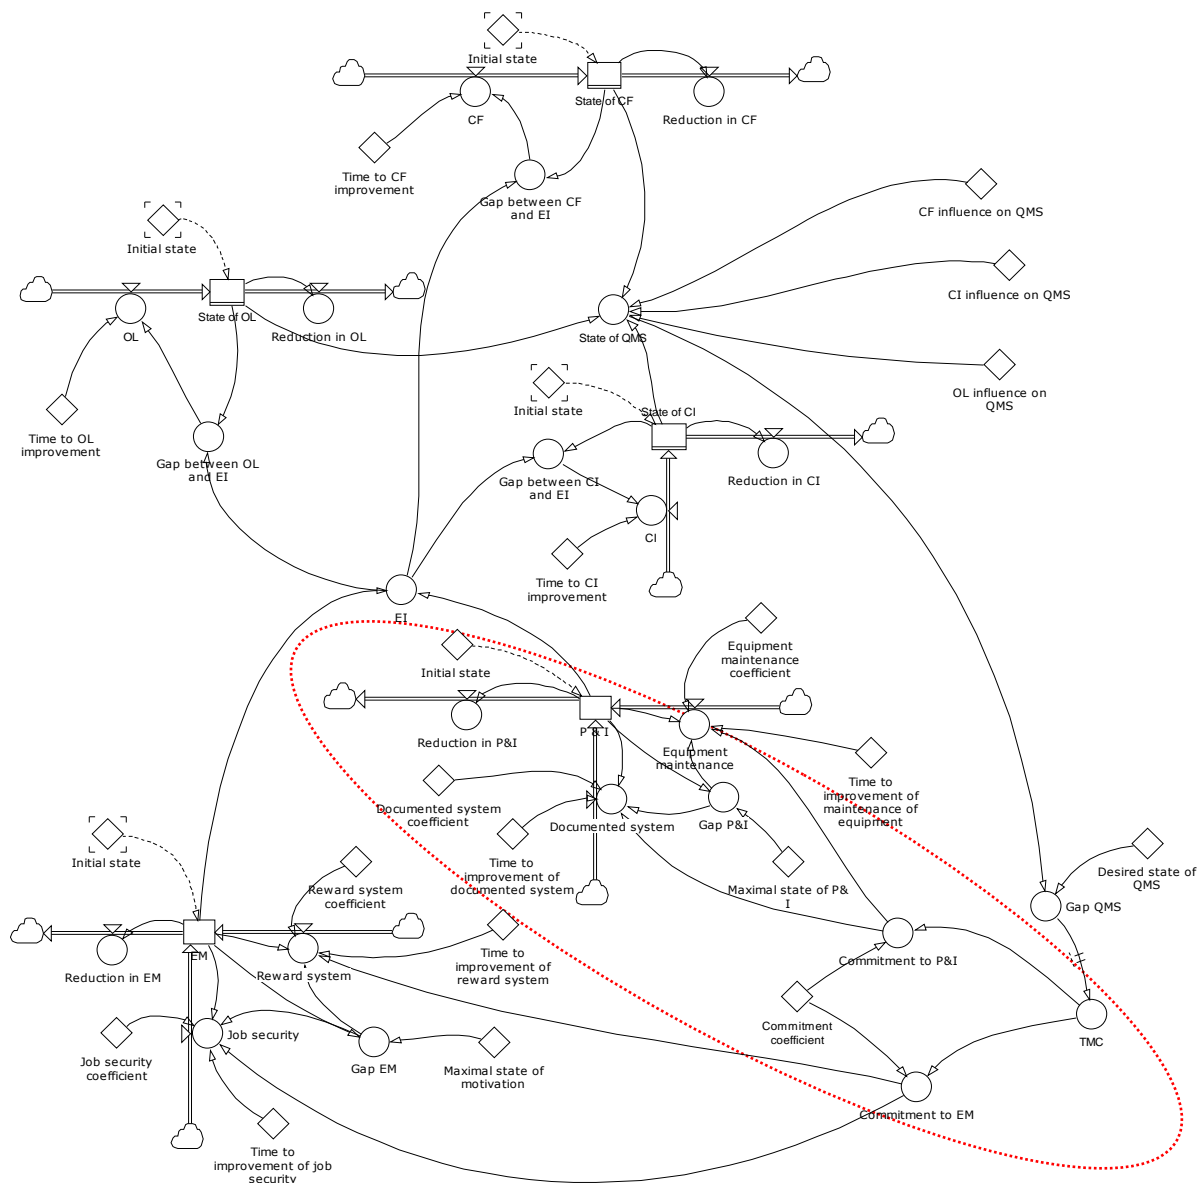 Initial state
State of CF
CF
Reduction in CF
Time to CF
improvement
Gap between CF
and EI
CF influence on QMS
Initial state
CI influence on QMS
State of OL
OL
Reduction in OL
State of QMS
OL influence on
QMS
Initial state
State of CI
Time to OL
improvement
Gap between OL
and EI
Gap between CI
and EI
Reduction in CI
CI
Time to CI
improvement
EI
Equipment
maintenance
coefficient
Initial state
P & I
Reduction in P&I
Equipment
maintenance
Time to
improvement of
maintenance of
equipment
Documented system
coefficient
Documented system
Gap P&I
Initial state
Time to
improvement of
documented system
Maximal state of P&
I
Desired state of
QMS
Reward system
coefficient
Gap QMS
EM
Reduction in EM
Reward system
Time to
improvement of
reward system
Commitment to P&I
Commitment
coefficient
Job security
TMC
Job security
coefficient
Gap EM
Maximal state of
motivation
Commitment to EM
Time to
improvement of job
security